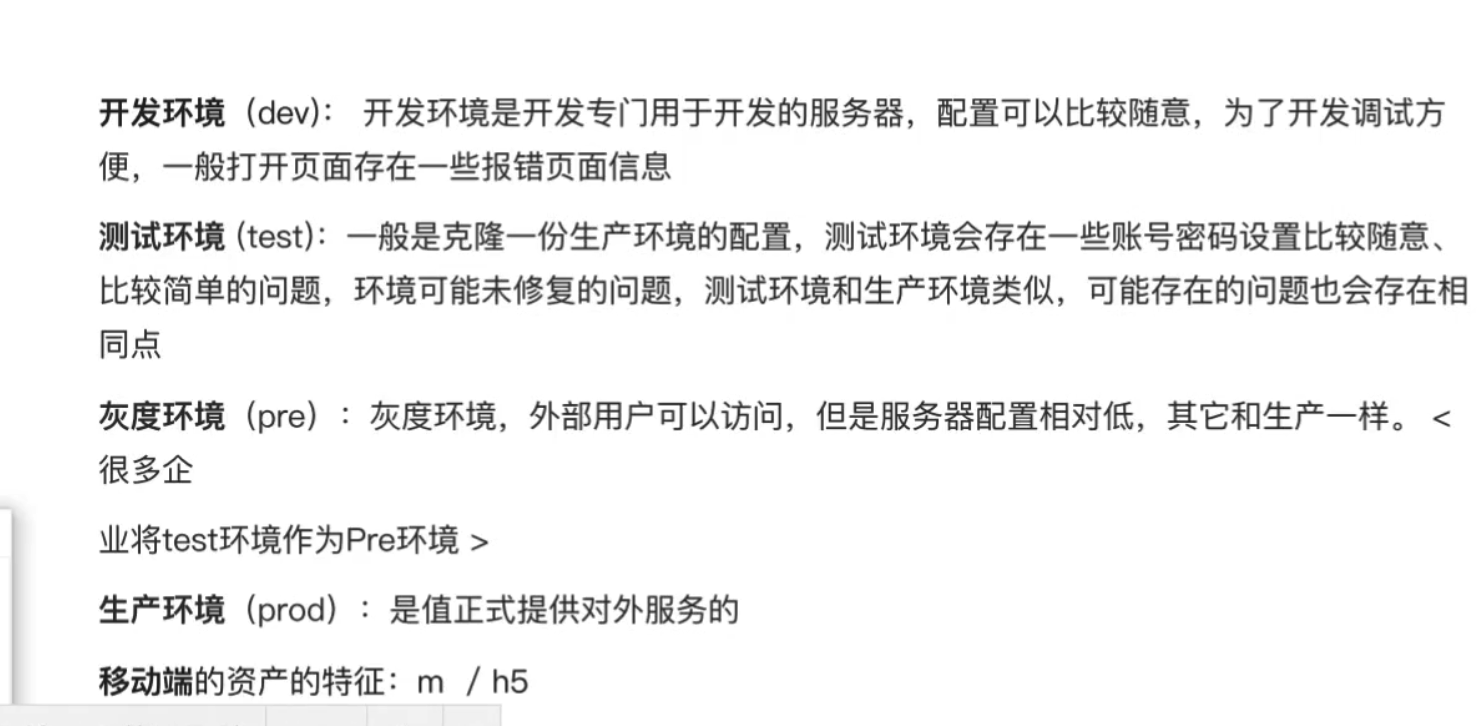 开发环境（dev）： 开发环境是开发专门用于开发的服务器，配置可以比较随意，为了开发调试方
便，一般打开页面存在一些报错页面信息
测试环境 (test)：一般是克隆一份生产环境的配置，测试环境会存在一些账号密码设置比较随意、
比较简单的问题，环境可能未修复的问题，测试环境和生产环境类似，可能存在的问题也会存在相
同点
灰度环境（pre）：灰度环境，外部用户可以访问，但是服务器配置相对低，其它和生产一样。 <
很多企
业将test环境作为Pre环境 >
生产环境（prod）：是值正式提供对外服务的
移动端的资产的特征：m / h5